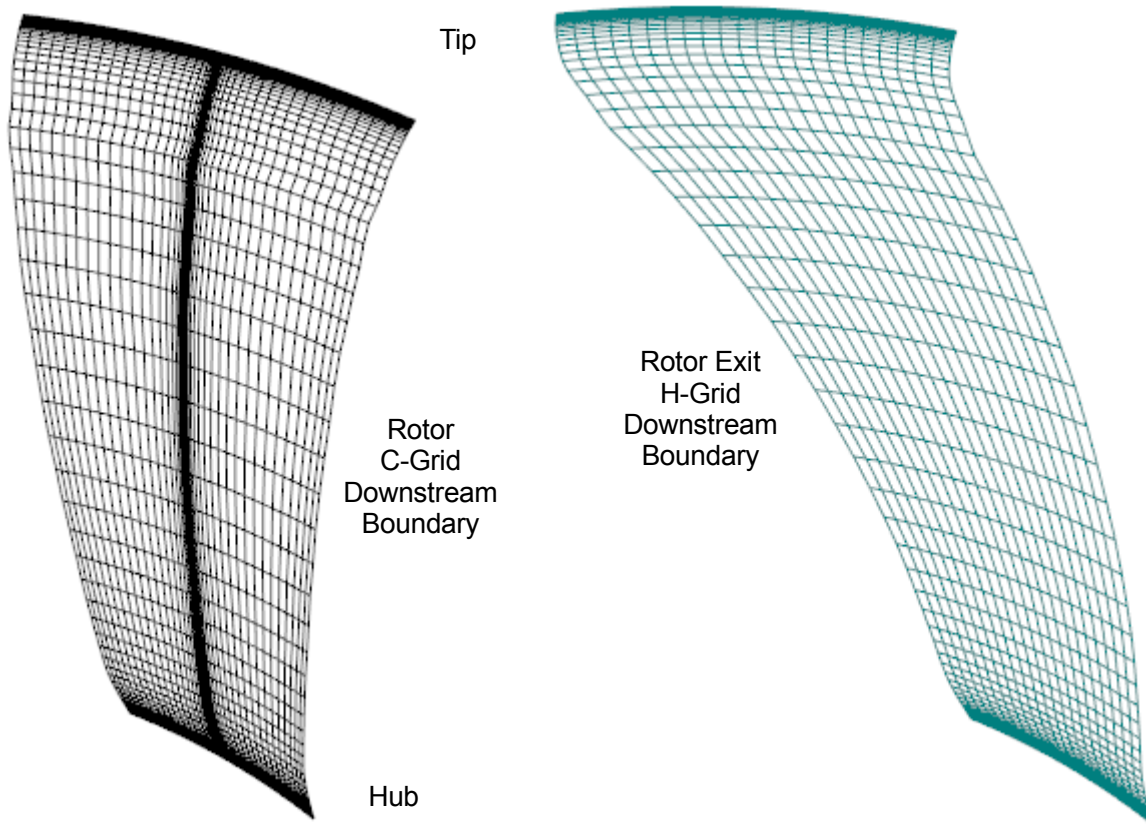 Tip
Rotor
C-Grid
Downstream
Boundary
Hub
Rotor Exit
H-Grid
Downstream
Boundary